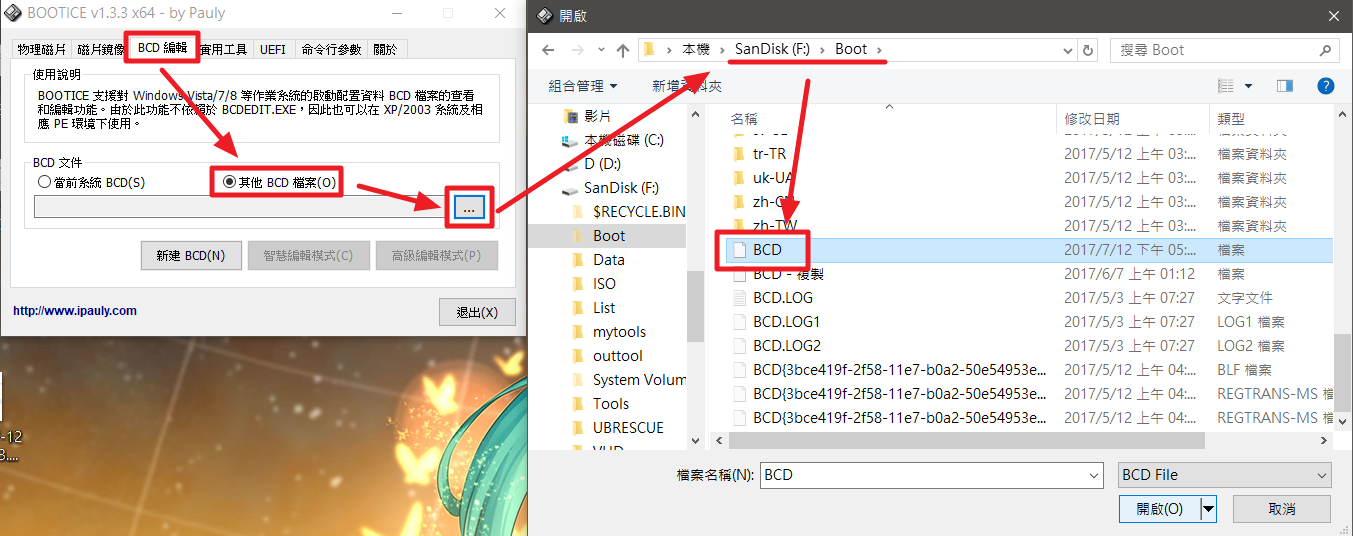 BOOTICE v1.3.3 x64 - by Pauly
物理磁片 磁片鏡像 BCD 編輯 實用工具 UEFI 命令行參數 關於
使用說明
BOOTICE 支援對 Windows Vista/7/8 等作業系統的啟動配置資料 BCD 檔案的查看
和編輯功能。由於此功能不依賴於 BCDEDIT.EXE，因此也可以在 XP/2003 系統及相
應 PE 環境下使用。
BCD 文件
當前系統 BCD(S) 其他 BCD 檔案(O)
...
新建 BCD(N) 智慧編輯模式(C) 高級編輯模式(P)
http://www.ipauly.com
退出(X)
-12
3....
開啟
本機 SanDisk (F:) Boot
搜尋 Boot
組合管理 新增資料夾
影片
本機磁碟 (C:)
D (D:)
SanDisk (F:)
$RECYCLE.BIN
Boot
Data
ISO
List
mytools
outtool
System Volum
Tools
UBRESCUE
名稱 修改日期 類型
tr-TR 2017/5/12 上午 03:... 檔案資料夾
uk-UA 2017/5/12 上午 03:... 檔案資料夾
zh-CN 2017/5/12 上午 03:... 檔案資料夾
zh-TW 2017/5/12 上午 03:... 檔案資料夾
BCD 2017/7/12 下午 05:... 檔案
BCD - 複製 2017/6/7 上午 01:12 檔案
BCD.LOG 2017/5/3 上午 07:27 文字文件
BCD.LOG1 2017/5/3 上午 07:27 LOG1 檔案
BCD.LOG2 2017/5/3 上午 07:27 LOG2 檔案
BCD{3bce419f-2f58-11e7-b0a2-50e54953e... 2017/5/12 上午 04:... BLF 檔案
BCD{3bce419f-2f58-11e7-b0a2-50e54953e... 2017/5/12 上午 04:... REGTRANS-MS 檔
BCD{3bce419f-2f58-11e7-b0a2-50e54953e... 2017/5/12 上午 04:... REGTRANS-MS 檔
檔案名稱(N): BCD
BCD File
開啟(O) 取消